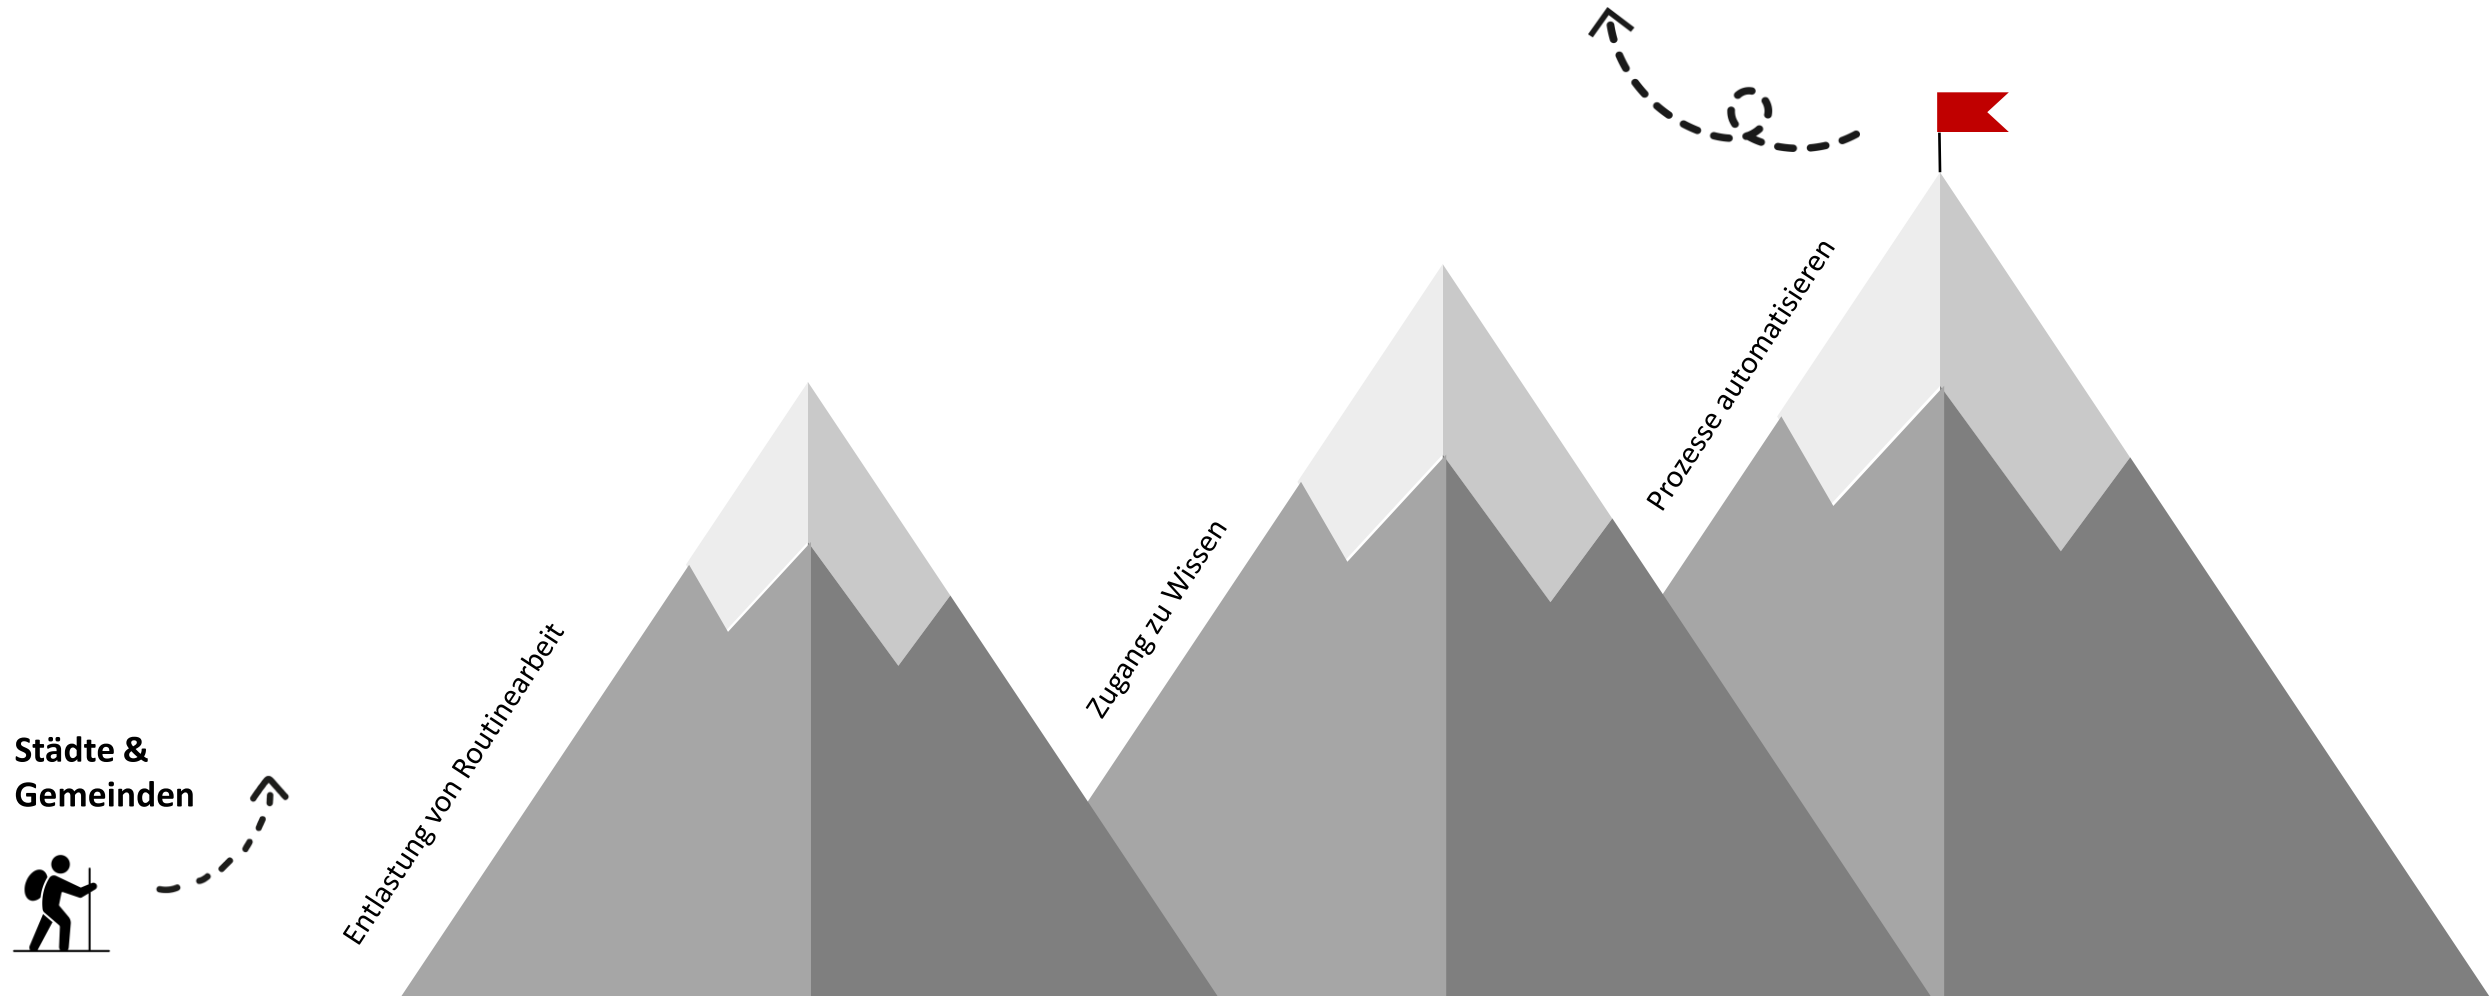 Städte &
Gemeinden
Entlastung von Routinearbeit
Zugang zu Wissen
Prozesse automatisieren